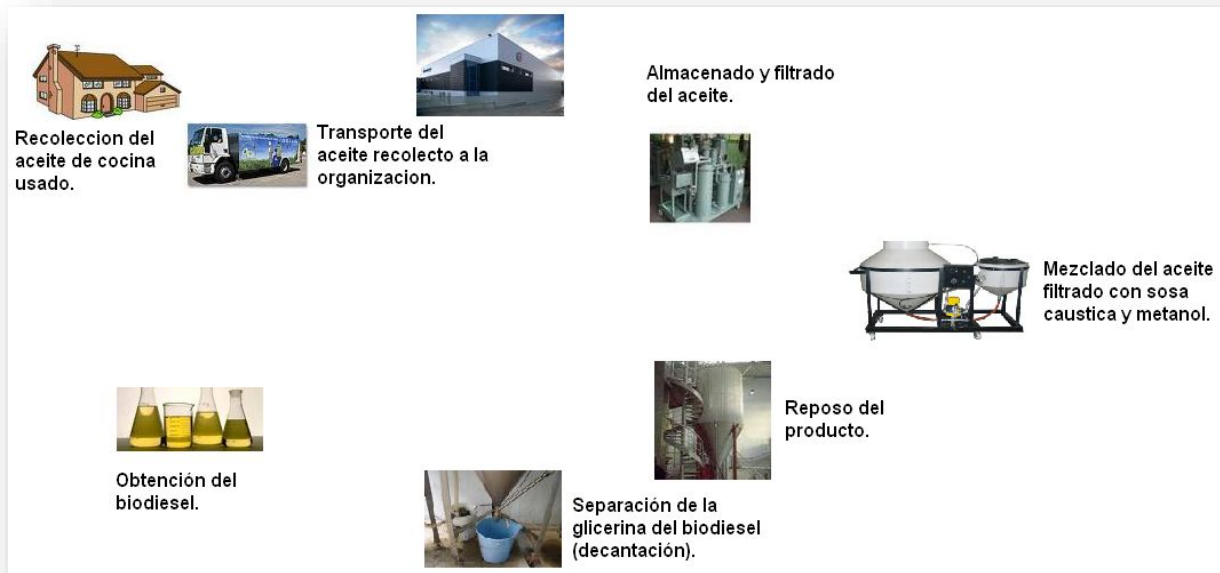 Recoleccion del
aceite de cocina
usado.
Transporte del
aceite recolecto a la
organizacion.
Almacenado y filtrado
del aceite.
Mezclado del aceite
filtrado con sosa
caustica y metanol.
Reposo del
producto.
Separación de la
glicerina del biodiesel
(decantación).
Obtención del
biodiesel.